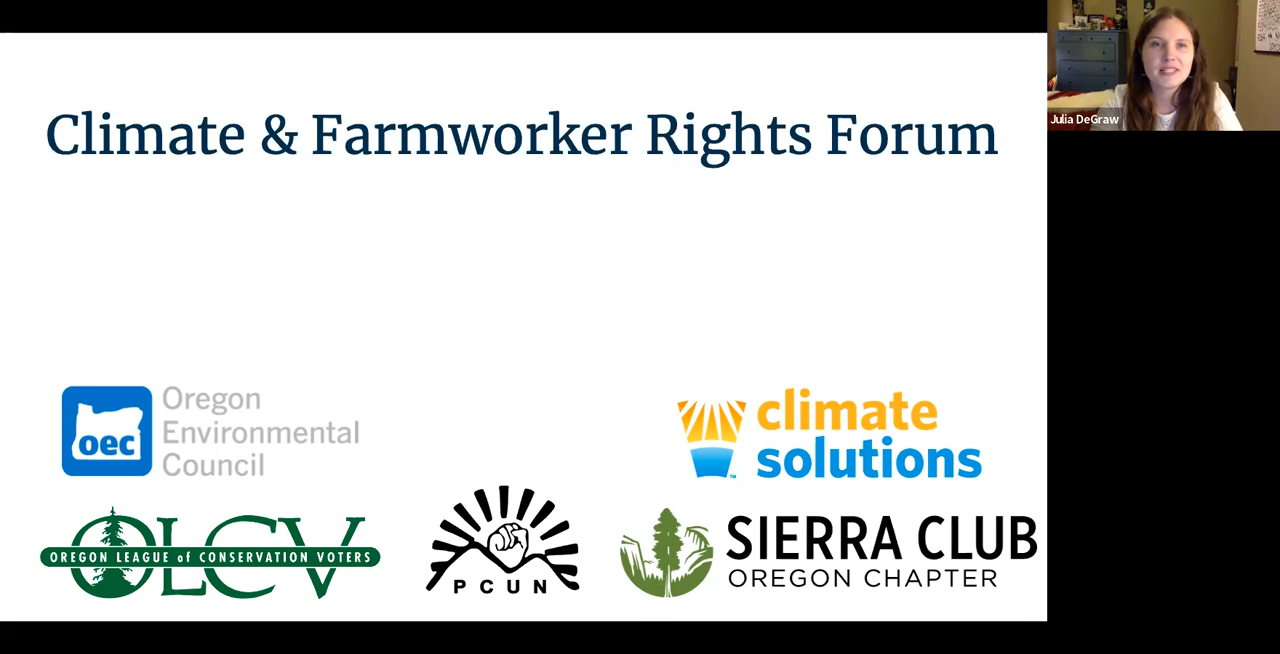 Climate & Farmworker Rights Forum
Julia DeGraw
oec
Oregon
Environmental
Council
climate
solutions
™
OLCV
OREGON LEAGUE of CONSERVATION VOTERS
PCUN
SIERRA CLUB
OREGON CHAPTER